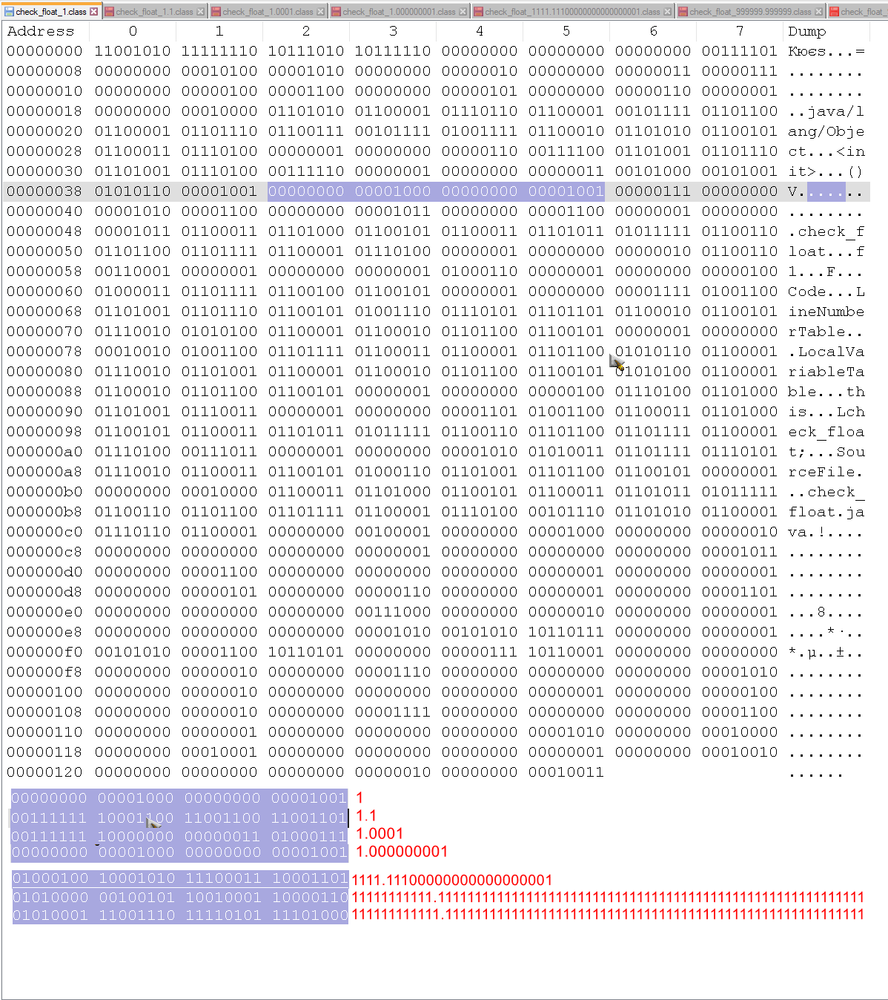 check_float_1.class check_float_1.1.class check_float_1.0001.class check_float_1.000000001.class check_float_1111.1110000000000000001.class check_float_999999.999999.class check_float_
Address 0 1 2 3 4 5 6 7 Dump
00000000 11001010 11111110 10111010 10111110 00000000 00000000 00000000 00111101 Кюєѕ...=
00000008 00000000 00010100 00001010 00000000 00000010 00000000 00000011 00000111 ........
00000010 00000000 00000100 00001100 00000000 00000101 00000000 00000110 00000001 ........
00000018 00000000 00010000 01101010 01100001 01110110 01100001 00101111 01101100 ..java/l
00000020 01100001 01101110 01100111 00101111 01001111 01100010 01101010 01100101 ang/Obje
00000028 01100011 01110100 00000001 00000000 00000110 00111100 01101001 01101110 ct...<in
00000030 01101001 01110100 00111110 00000001 00000000 00000011 00101000 00101001 it>...()
00000038 01010110 00001001 00000000 00001000 00000000 00001001 00000111 00000000 V.......
00000040 00001010 00001100 00000000 00001011 00000000 00001100 00000001 00000000 ........
00000048 00001011 01100011 01101000 01100101 01100011 01101011 01011111 01100110 .check_f
00000050 01101100 01101111 01100001 01110100 00000001 00000000 00000010 01100110 loat...f
00000058 00110001 00000001 00000000 00000001 01000110 00000001 00000000 00000100 1...F...
00000060 01000011 01101111 01100100 01100101 00000001 00000000 00001111 01001100 Code...L
00000068 01101001 01101110 01100101 01001110 01110101 01101101 01100010 01100101 ineNumbe
00000070 01110010 01010100 01100001 01100010 01101100 01100101 00000001 00000000 rTable..
00000078 00010010 01001100 01101111 01100011 01100001 01101100 01010110 01100001 .LocalVa
00000080 01110010 01101001 01100001 01100010 01101100 01100101 01010100 01100001 riableTa
00000088 01100010 01101100 01100101 00000001 00000000 00000100 01110100 01101000 ble...th
00000090 01101001 01110011 00000001 00000000 00001101 01001100 01100011 01101000 is...Lch
00000098 01100101 01100011 01101011 01011111 01100110 01101100 01101111 01100001 eck_floa
000000a0 01110100 00111011 00000001 00000000 00001010 01010011 01101111 01110101 t;...Sou
000000a8 01110010 01100011 01100101 01000110 01101001 01101100 01100101 00000001 rceFile.
000000b0 00000000 00010000 01100011 01101000 01100101 01100011 01101011 01011111 ..check_
000000b8 01100110 01101100 01101111 01100001 01110100 00101110 01101010 01100001 float.ja
000000c0 01110110 01100001 00000000 00100001 00000000 00001000 00000000 00000010 va.!....
000000c8 00000000 00000000 00000000 00000001 00000000 00000000 00000000 00001011 ........
000000d0 00000000 00001100 00000000 00000000 00000000 00000001 00000000 00000001 ........
000000d8 00000000 00000101 00000000 00000110 00000000 00000001 00000000 00001101 ........
000000e0 00000000 00000000 00000000 00111000 00000000 00000010 00000000 00000001 ...8....
000000e8 00000000 00000000 00000000 00001010 00101010 10110111 00000000 00000001 ....*·..
000000f0 00101010 00001100 10110101 00000000 00000111 10110001 00000000 00000000 *.µ..±..
000000f8 00000000 00000010 00000000 00001110 00000000 00000000 00000000 00001010 ........
00000100 00000000 00000010 00000000 00000000 00000000 00000001 00000000 00000100 ........
00000108 00000000 00000010 00000000 00001111 00000000 00000000 00000000 00001100 ........
00000110 00000000 00000001 00000000 00000000 00000000 00001010 00000000 00010000 ........
00000118 00000000 00010001 00000000 00000000 00000000 00000001 00000000 00010010 ........
00000120 00000000 00000000 00000000 00000010 00000000 00010011 ......
00000000 00001000 00000000 00001001 1
00111111 10001100 11001100 11001101 1.1
00111111 10000000 00000011 01000111 1.0001
00000000 00001000 00000000 00001001 1.000000001
01000100 10001010 11100011 10001101 1111.11100000000000000001
01010000 00100101 10010001 10000110
01010001 11001110 11110101 11101000